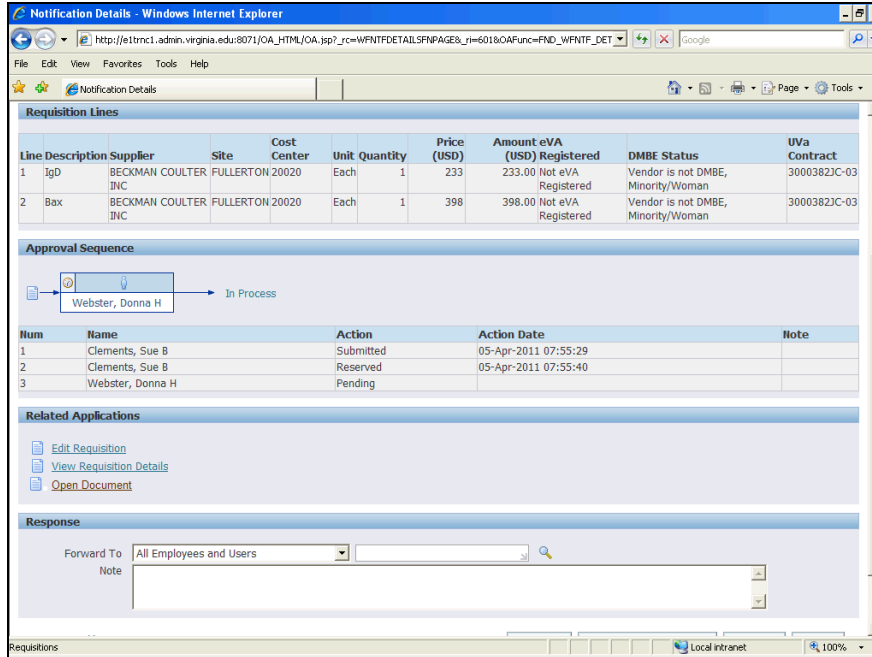 Notification Details - Windows Internet Explorer
http://e1trnc1.admin.virginia.edu:8071/OA_HTML/OA.jsp?_rc=WFNTFDETAILSFNPAGE&_ri=601&OAFunc=FND_WFNTF_DET
Google
File Edit View Favorites Tools Help
Notification Details
Page Tools
Requisition Lines
Line Description Supplier Site Cost Center Unit Quantity Price (USD) Amount (USD) eVA Registered DMBE Status UVa Contract
1 IgD BECKMAN COULTER INC FULLERTON 20020 Each 1 233 233.00 Not eVA Registered Vendor is not DMBE, Minority/Woman 3000382JC-03
2 Bax BECKMAN COULTER INC FULLERTON 20020 Each 1 398 398.00 Not eVA Registered Vendor is not DMBE, Minority/Woman 3000382JC-03
Approval Sequence
Webster, Donna H
In Process
Num Name Action Action Date Note
1 Clements, Sue B Submitted 05-Apr-2011 07:55:29
2 Clements, Sue B Reserved 05-Apr-2011 07:55:40
3 Webster, Donna H Pending
Related Applications
Edit Requisition
View Requisition Details
Open Document
Response
Forward To All Employees and Users
Note
Requisitions
Local intranet
100%